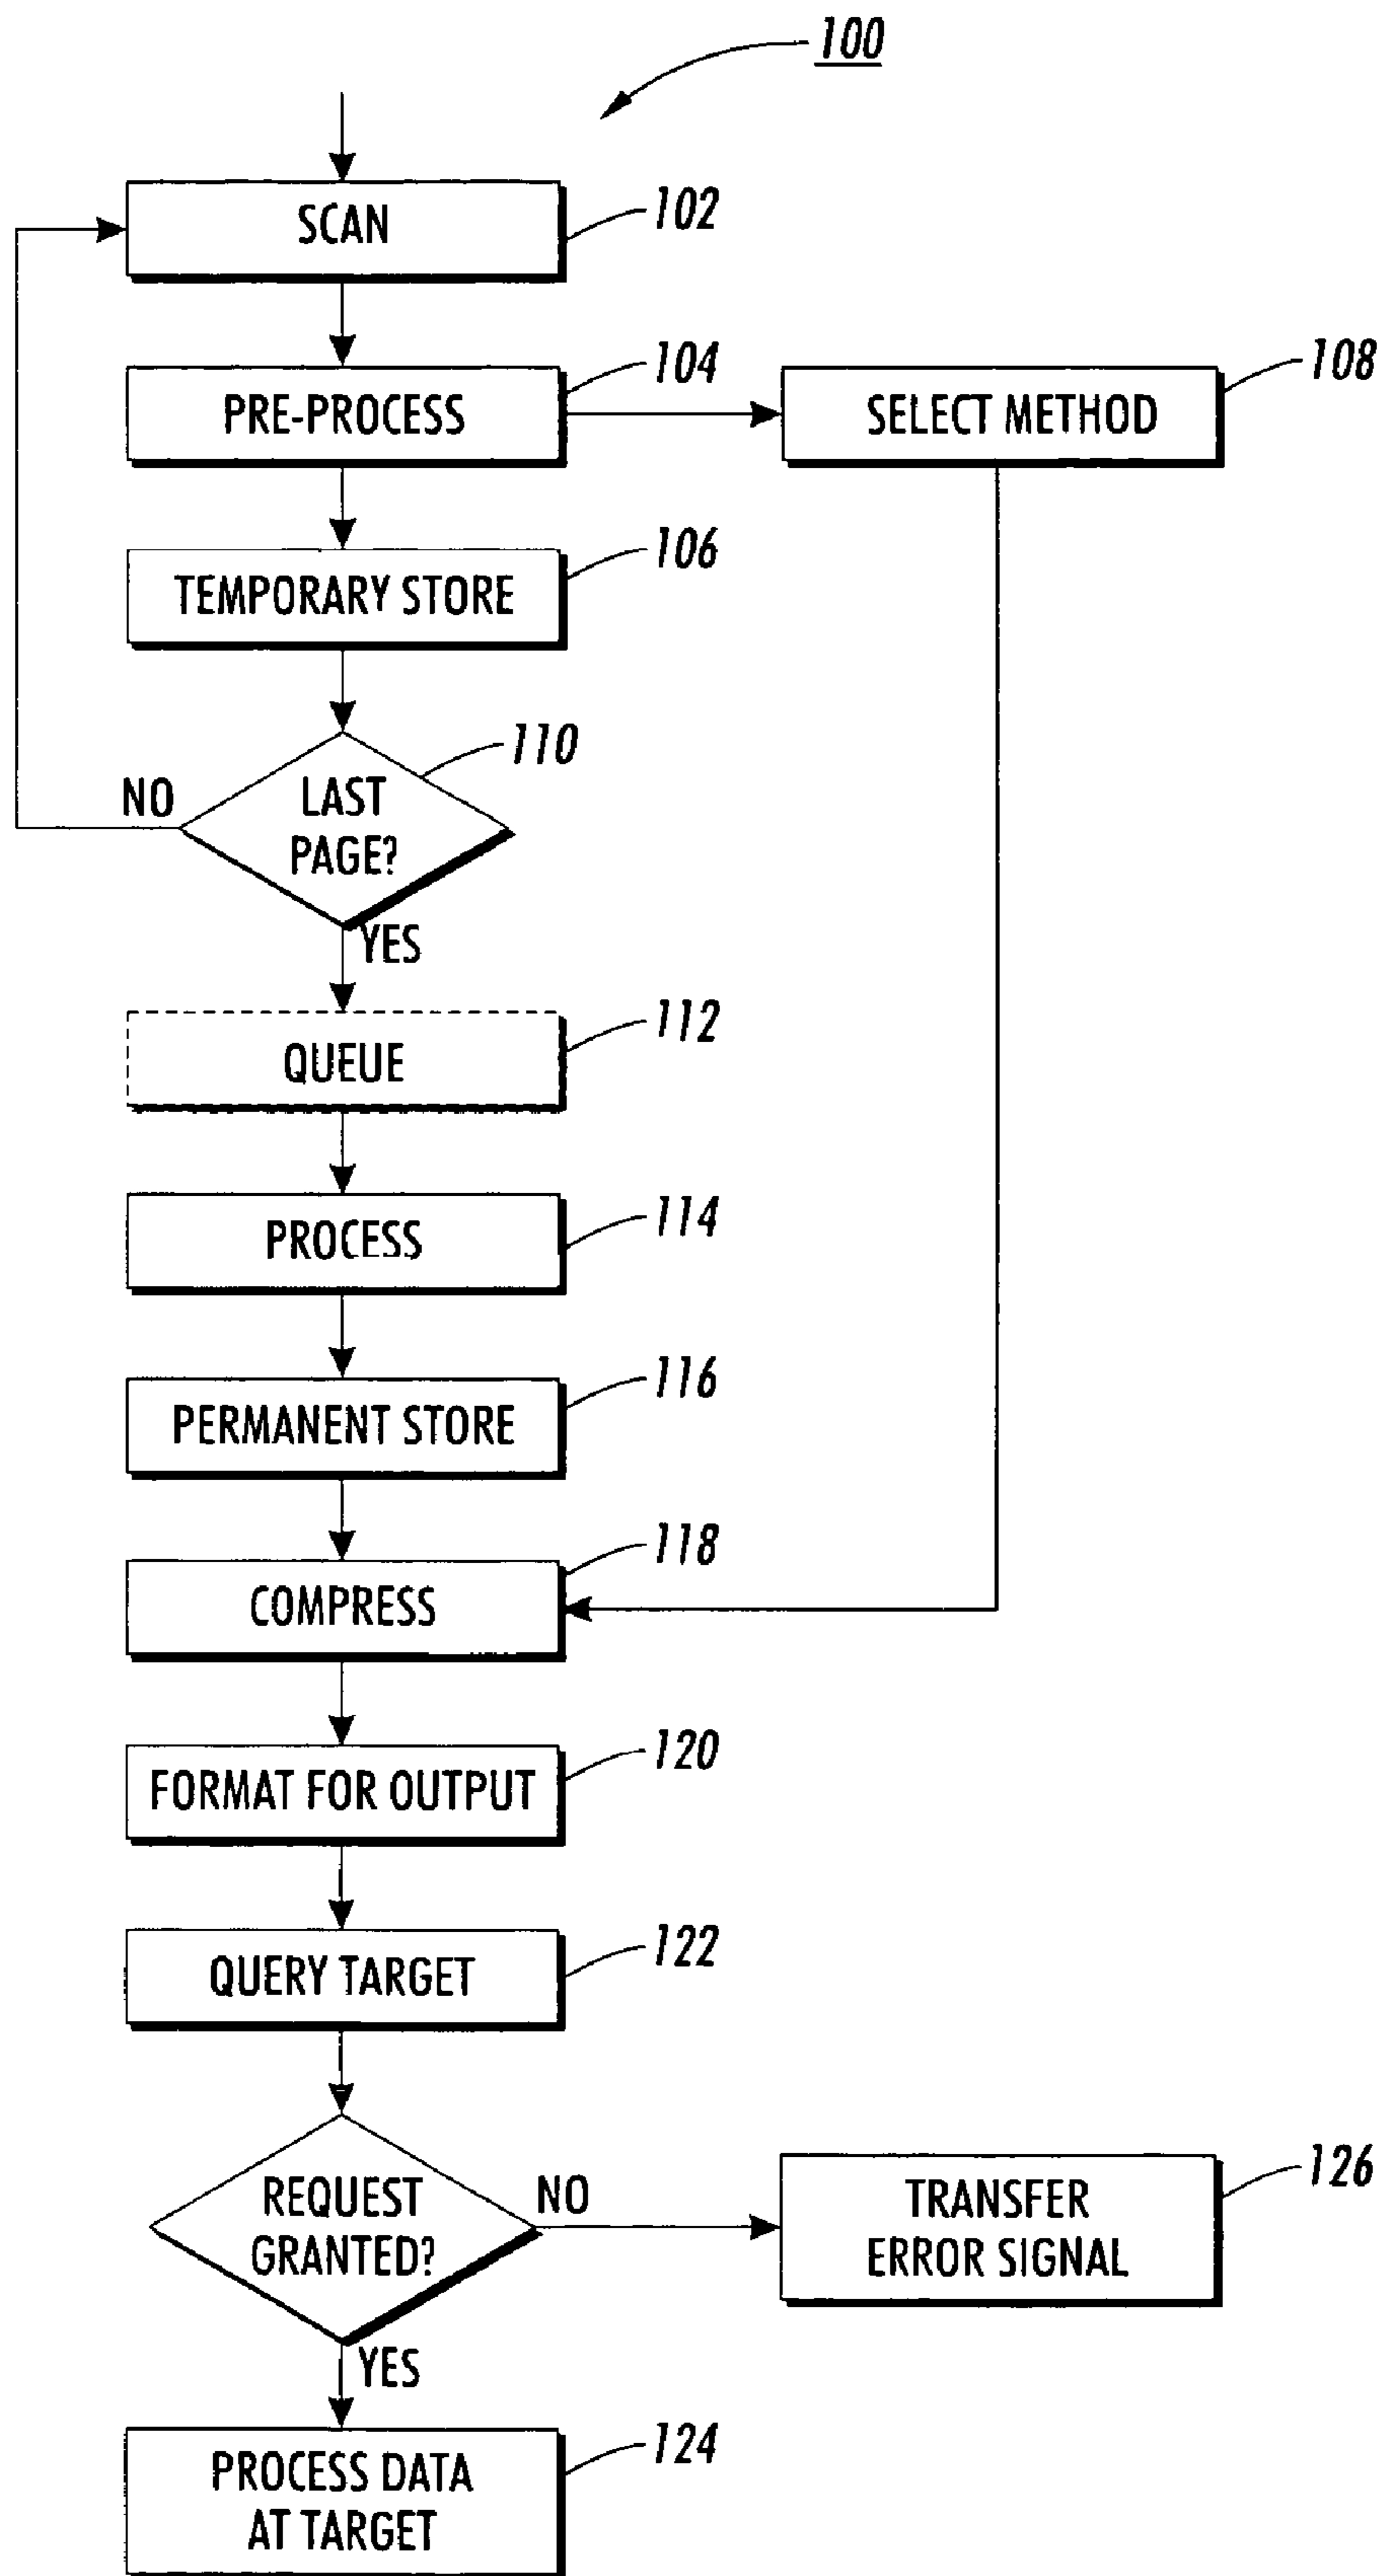 100
SCAN
102
PRE-PROCESS
104
SELECT METHOD
108
TEMPORARY STORE
106
LAST
PAGE?
110
NO
YES
QUEUE
112
PROCESS
114
PERMANENT STORE
116
COMPRESS
118
FORMAT FOR OUTPUT
120
QUERY TARGET
122
REQUEST
GRANTED?
NO
TRANSFER
ERROR SIGNAL
126
YES
PROCESS DATA
AT TARGET
124